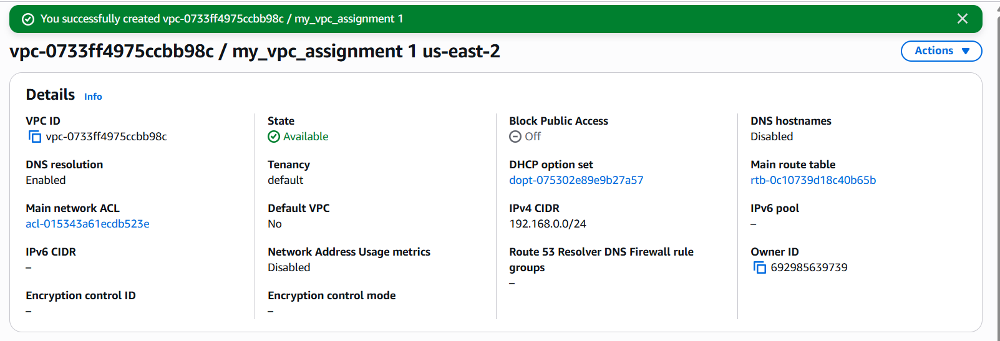 You successfully created vpc-0733ff4975ccbb98c / my_vpc_assignment 1
vpc-0733ff4975ccbb98c / my_vpc_assignment 1 us-east-2
Actions
Details Info
VPC ID
vpc-0733ff4975ccbb98c
State
Available
Block Public Access
Off
DNS hostnames
Disabled
DNS resolution
Enabled
Tenancy
default
DHCP option set
dopt-075302e89e9b27a57
Main route table
rtb-0c10739d18c40b65b
Main network ACL
acl-015343a61ecdb523e
Default VPC
No
IPv4 CIDR
192.168.0.0/24
IPv6 pool
–
IPv6 CIDR
–
Network Address Usage metrics
Disabled
Route 53 Resolver DNS Firewall rule
groups
–
Owner ID
692985639739
Encryption control ID
–
Encryption control mode
–